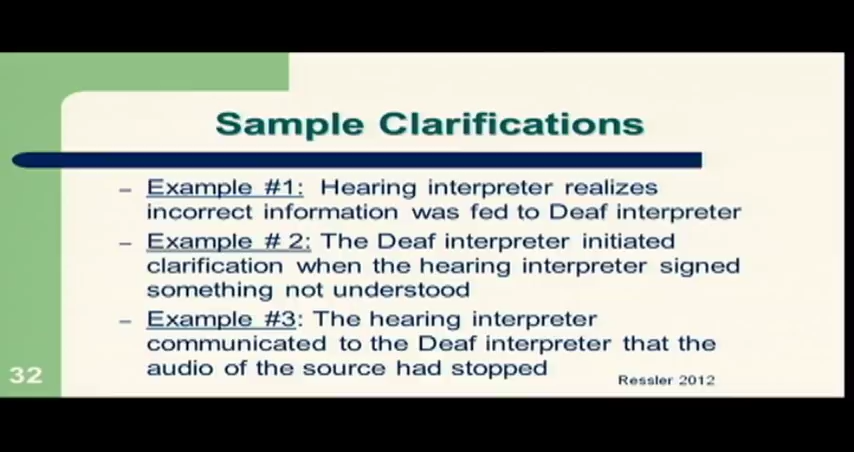 Sample Clarifications
– Example #1: Hearing interpreter realizes
incorrect information was fed to Deaf interpreter
– Example # 2: The Deaf interpreter initiated
clarification when the hearing interpreter signed
something not understood
– Example #3: The hearing interpreter
communicated to the Deaf interpreter that the
audio of the source had stopped
32
Ressler 2012